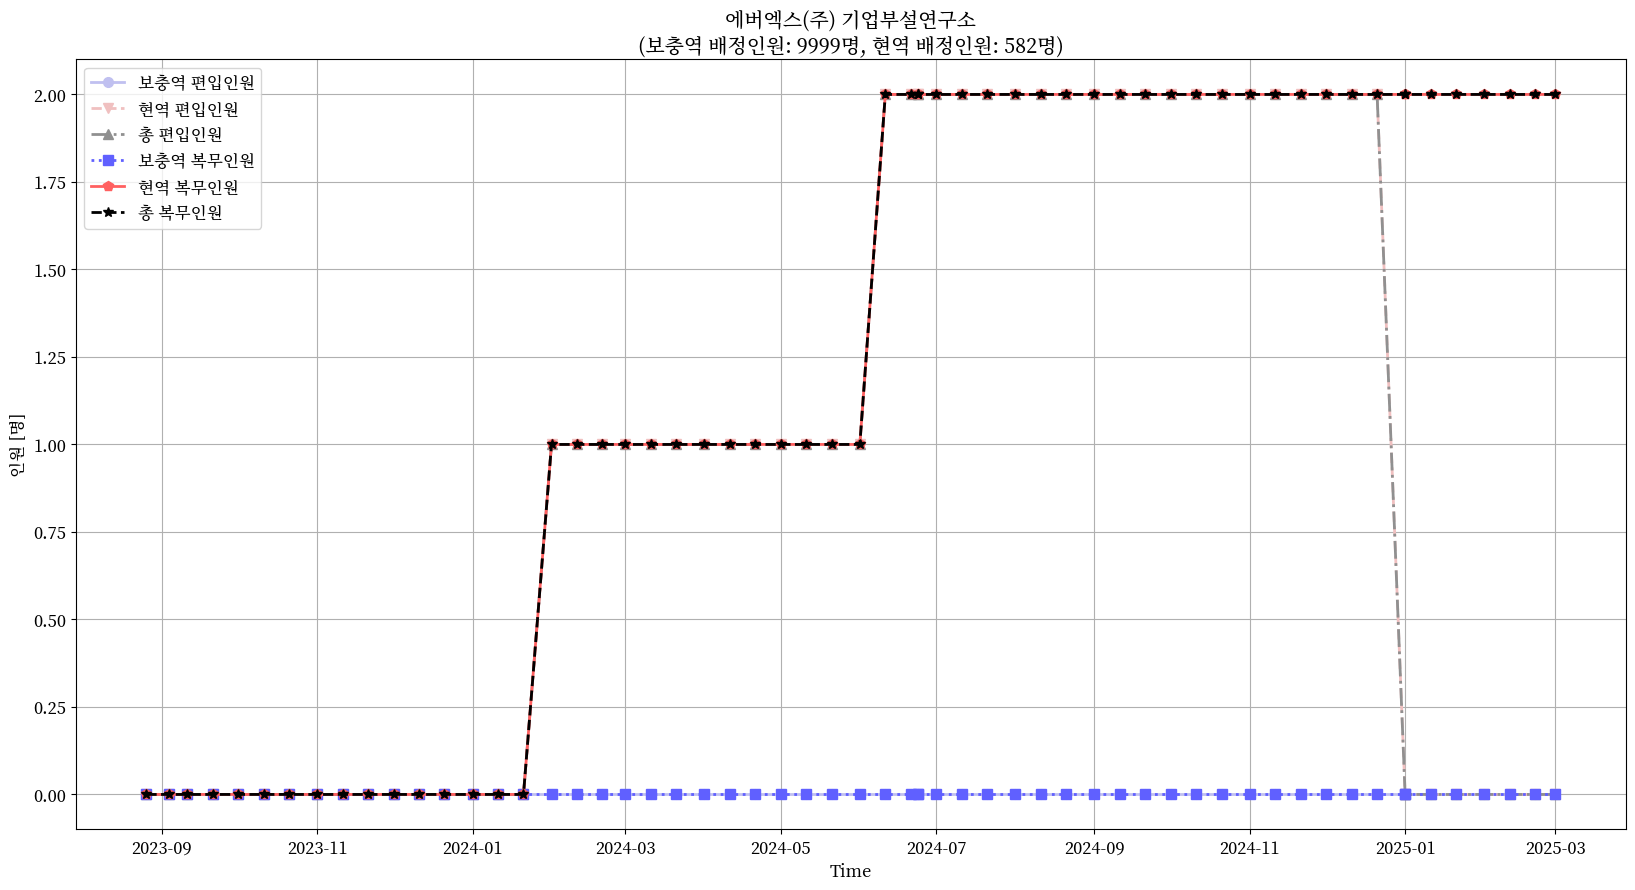 에버엑스(주) 기업부설연구소
(보충역 배정인원: 9999명, 현역 배정인원: 582명)
보충역 편입인원
현역 편입인원
총 편입인원
보충역 복무인원
현역 복무인원
총 복무인원
인원 [명]
2.00
1.75
1.50
1.25
1.00
0.75
0.50
0.25
0.00
2023-09
2023-11
2024-01
2024-03
2024-05
2024-07
2024-09
2024-11
2025-01
2025-03
Time